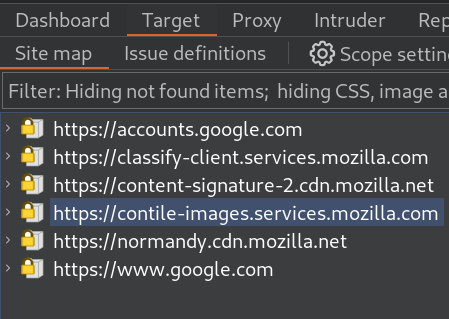 Dashboard Target Proxy Intruder Rep
Site map Issue definitions Scope settin
Filter: Hiding not found items; hiding CSS, image a
https://accounts.google.com
https://classify-client.services.mozilla.com
https://content-signature-2.cdn.mozilla.net
https://contile-images.services.mozilla.com
https://normandy.cdn.mozilla.net
https://www.google.com